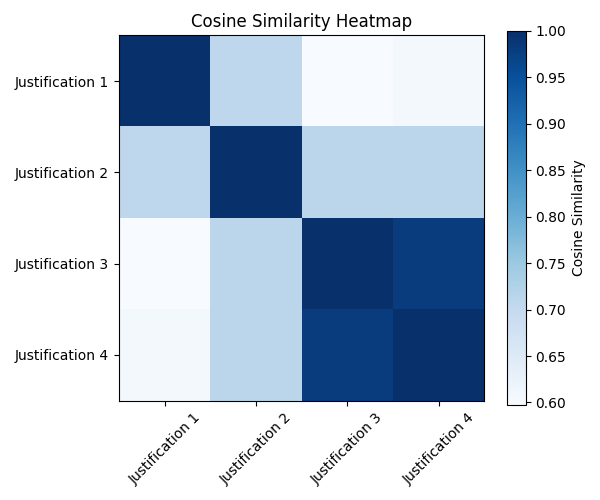 Cosine Similarity Heatmap
Justification 1
Justification 2
Justification 3
Justification 4
Justification 1
Justification 2
Justification 3
Justification 4
1.00
0.95
0.90
0.85
0.80
0.75
0.70
0.65
0.60
Cosine Similarity